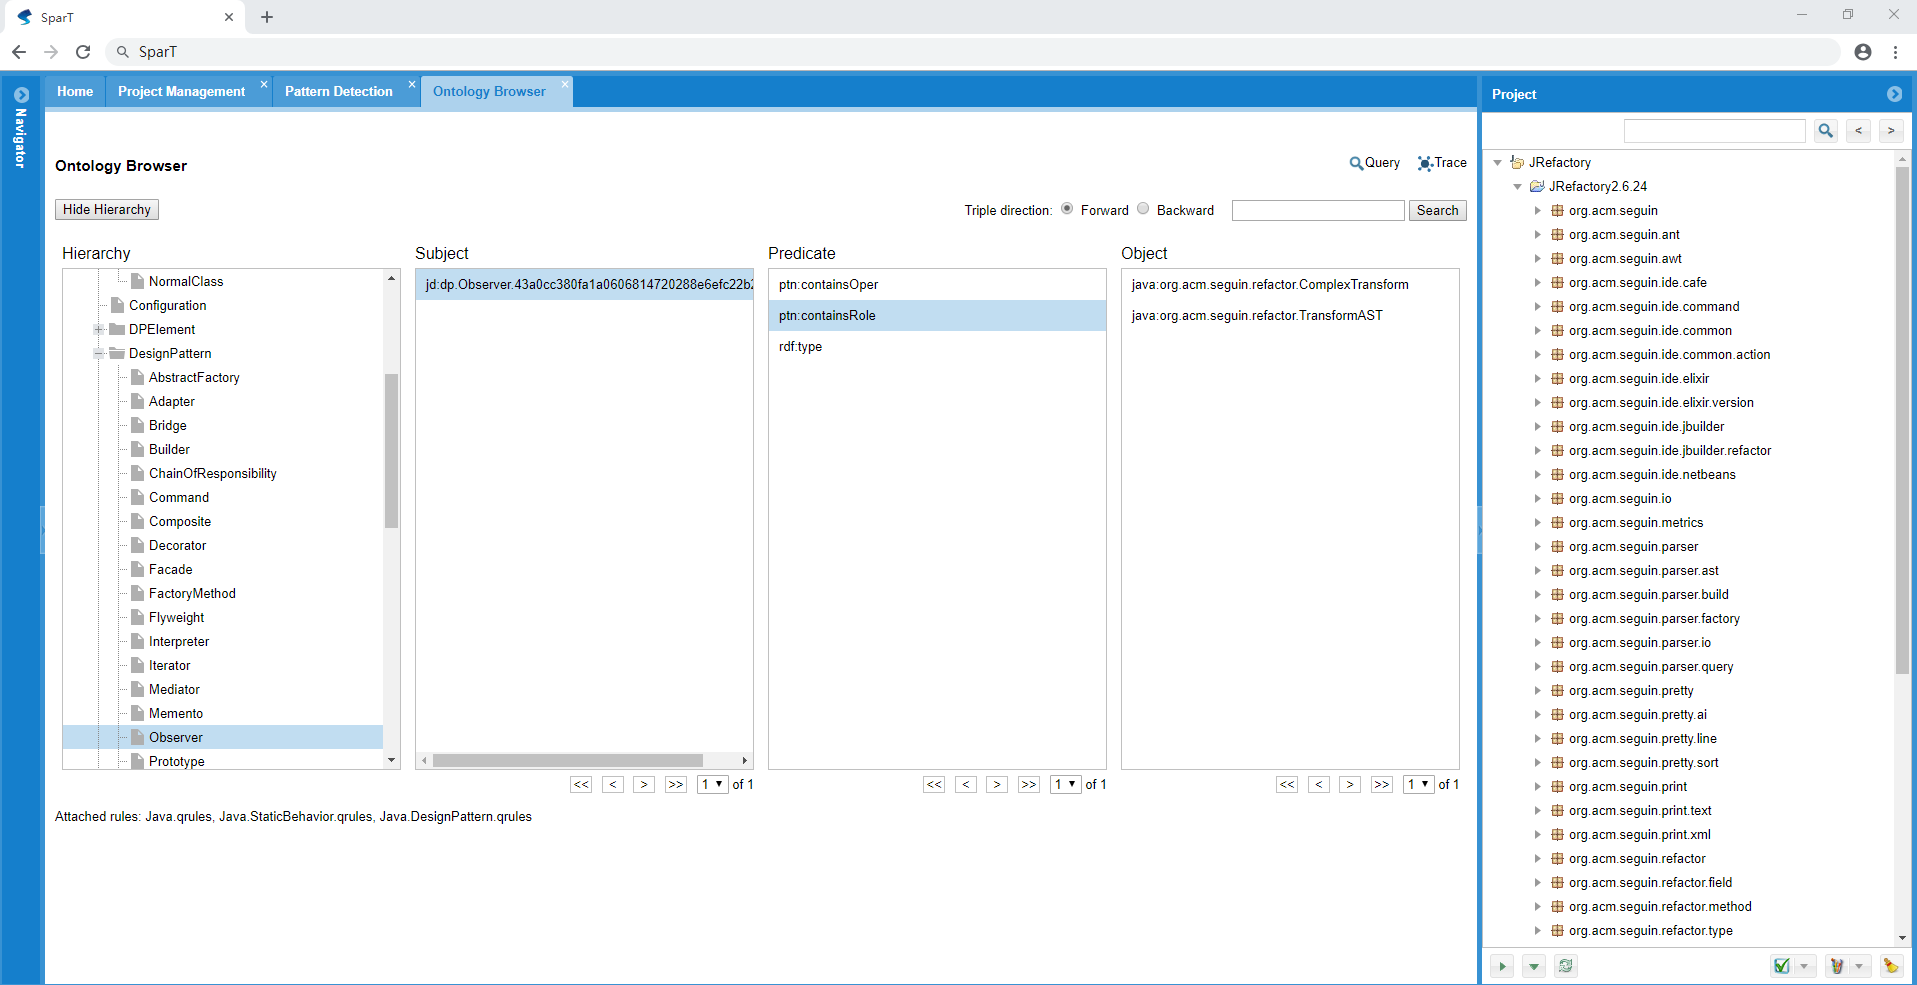 SparT
SparT
Navigator
Home
Project Management
Pattern Detection
Ontology Browser
Ontology Browser
Query
Trace
Hide Hierarchy
Triple direction: Forward Backward
Search
Hierarchy
NormalClass
Configuration
DPElement
DesignPattern
AbstractFactory
Adapter
Bridge
Builder
ChainOfResponsibility
Command
Composite
Decorator
Facade
FactoryMethod
Flyweight
Interpreter
Iterator
Mediator
Memento
Observer
Prototype
Subject
jd:dp.Observer.43a0cc380fa1a0606814720288e6efc22b2
<< < > >> 1 of 1
Predicate
ptn:containsOper
ptn:containsRole
rdf:type
<< < > >> 1 of 1
Object
java:org.acm.seguin.refactor.ComplexTransform
java:org.acm.seguin.refactor.TransformAST
<< < > >> 1 of 1
Attached rules: Java.qrules, Java.StaticBehavior.qrules, Java.DesignPattern.qrules
Project
< >
JRefactory
JRefactory2.6.24
org.acm.seguin
org.acm.seguin.ant
org.acm.seguin.awt
org.acm.seguin.ide.cafe
org.acm.seguin.ide.command
org.acm.seguin.ide.common
org.acm.seguin.ide.common.action
org.acm.seguin.ide.elixir
org.acm.seguin.ide.elixir.version
org.acm.seguin.ide.jbuilder
org.acm.seguin.ide.jbuilder.refactor
org.acm.seguin.ide.netbeans
org.acm.seguin.io
org.acm.seguin.metrics
org.acm.seguin.parser
org.acm.seguin.parser.ast
org.acm.seguin.parser.build
org.acm.seguin.parser.factory
org.acm.seguin.parser.io
org.acm.seguin.parser.query
org.acm.seguin.pretty
org.acm.seguin.pretty.ai
org.acm.seguin.pretty.line
org.acm.seguin.pretty.sort
org.acm.seguin.print
org.acm.seguin.print.text
org.acm.seguin.print.xml
org.acm.seguin.refactor
org.acm.seguin.refactor.field
org.acm.seguin.refactor.method
org.acm.seguin.refactor.type